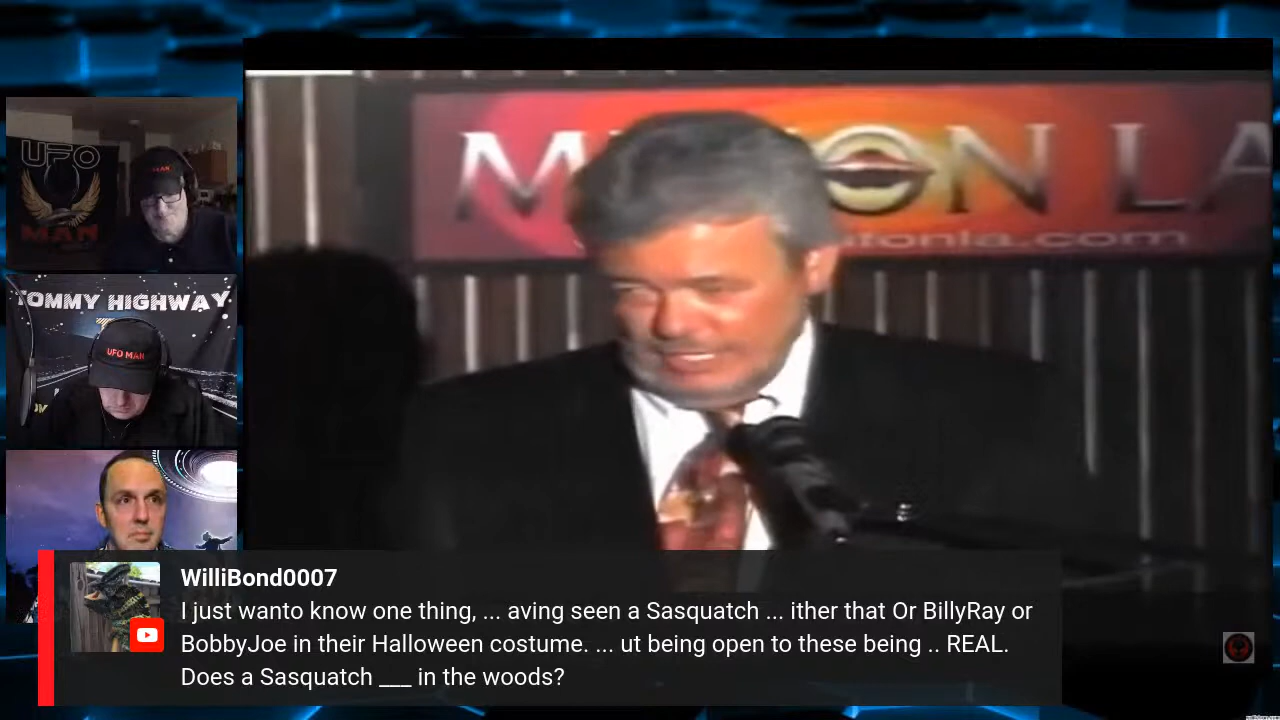 UFO
MAN
TOMMY HIGHWAY
UFO MAN
LA
WilliBond0007
I just wanto know one thing, ... aving seen a Sasquatch ... ither that Or BillyRay or
BobbyJoe in their Halloween costume. ... ut being open to these being .. REAL.
Does a Sasquatch ___ in the woods?